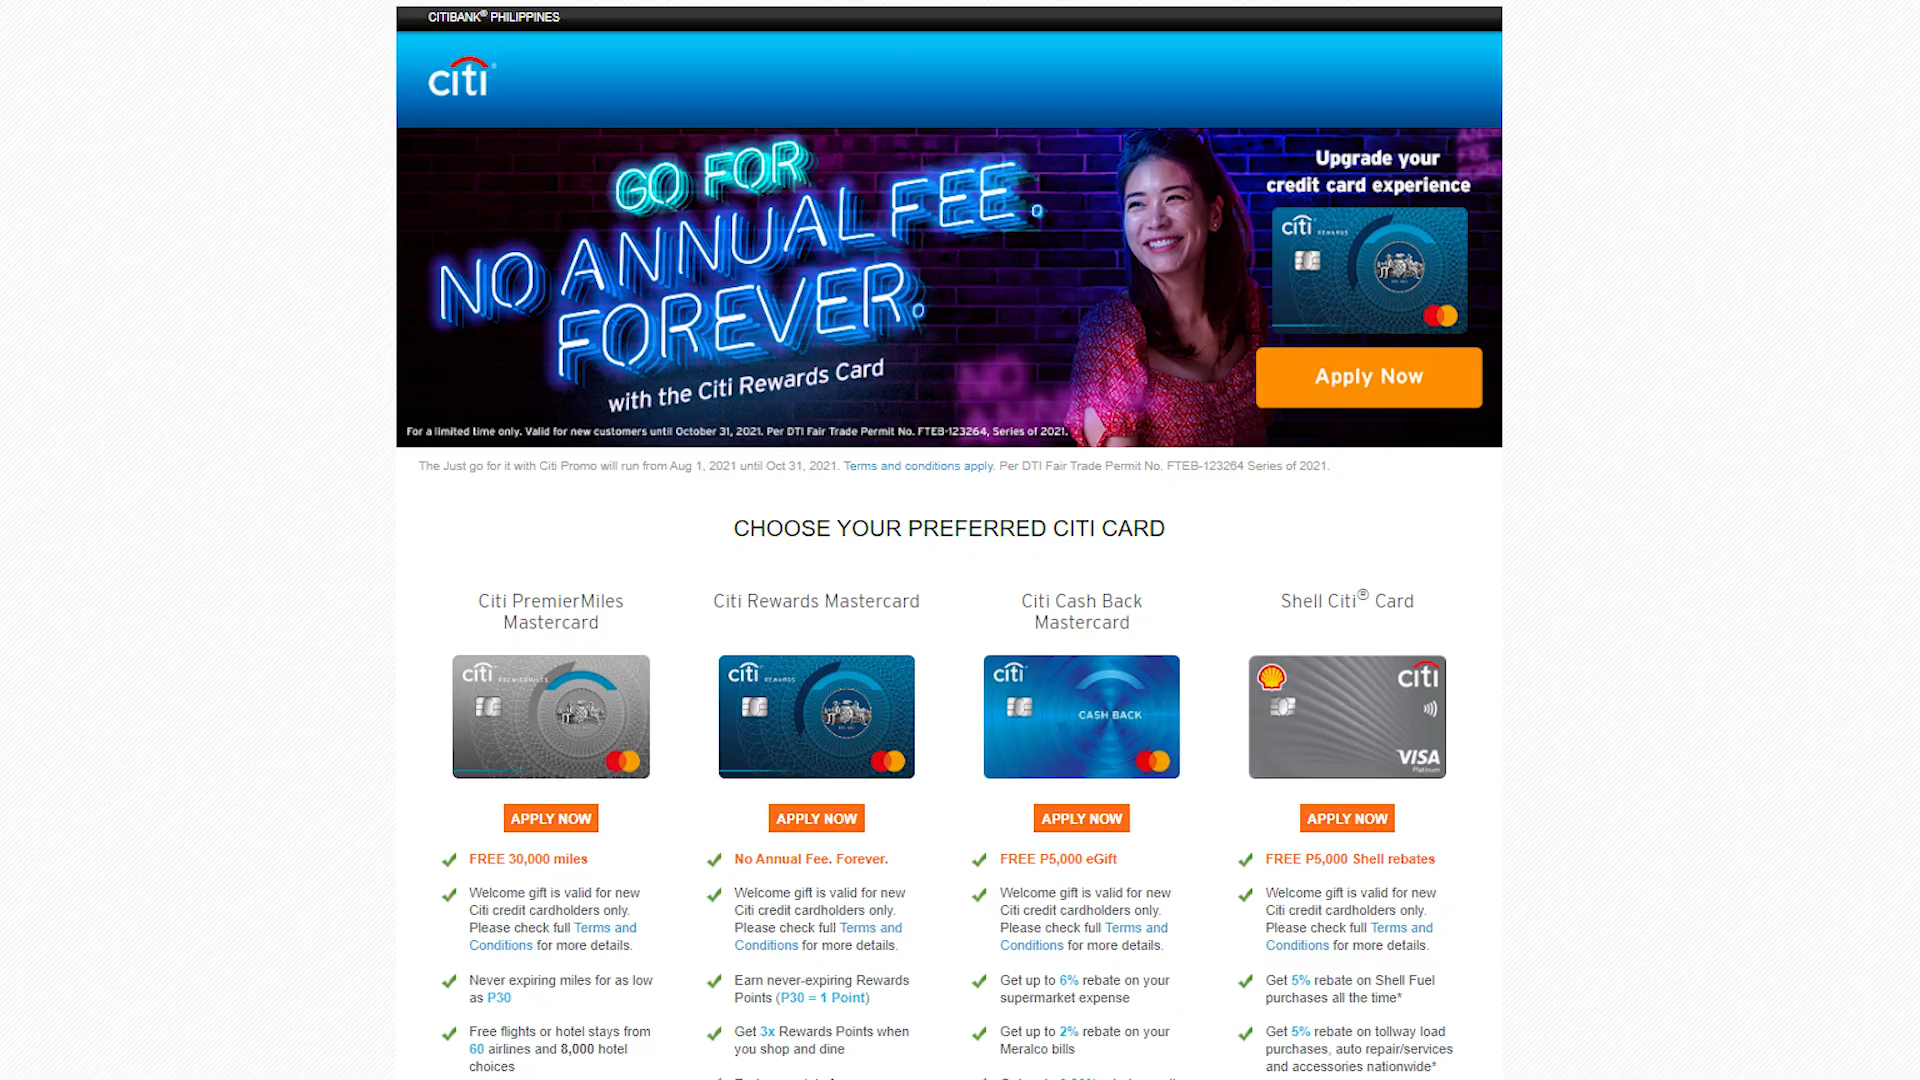 CITIBANK® PHILIPPINES
citi®
GO FOR
NO ANNUAL FEE.
FOREVER.
with the Citi Rewards Card
For a limited time only. Valid for new customers until October 31, 2021. Per DTI Fair Trade Permit No. FTEB-123264, Series of 2021.
Upgrade your
credit card experience
citi REWARDS
Apply Now
The Just go for it with Citi Promo will run from Aug 1, 2021 until Oct 31, 2021. Terms and conditions apply. Per DTI Fair Trade Permit No. FTEB-123264 Series of 2021.
CHOOSE YOUR PREFERRED CITI CARD
Citi PremierMiles
Mastercard
citi PREMIERMILES
APPLY NOW
FREE 30,000 miles
Welcome gift is valid for new
Citi credit cardholders only.
Please check full Terms and
Conditions for more details.
Never expiring miles for as low
as P30
Free flights or hotel stays from
60 airlines and 8,000 hotel
choices
Citi Rewards Mastercard
citi REWARDS
APPLY NOW
No Annual Fee. Forever.
Welcome gift is valid for new
Citi credit cardholders only.
Please check full Terms and
Conditions for more details.
Earn never-expiring Rewards
Points (P30 = 1 Point)
Get 3x Rewards Points when
you shop and dine
Citi Cash Back
Mastercard
citi
CASH BACK
APPLY NOW
FREE P5,000 eGift
Welcome gift is valid for new
Citi credit cardholders only.
Please check full Terms and
Conditions for more details.
Get up to 6% rebate on your
supermarket expense
Get up to 2% rebate on your
Meralco bills
Shell Citi® Card
citi
VISA
Platinum
APPLY NOW
FREE P5,000 Shell rebates
Welcome gift is valid for new
Citi credit cardholders only.
Please check full Terms and
Conditions for more details.
Get 5% rebate on Shell Fuel
purchases all the time*
Get 5% rebate on tollway load
purchases, auto repair/services
and accessories nationwide*